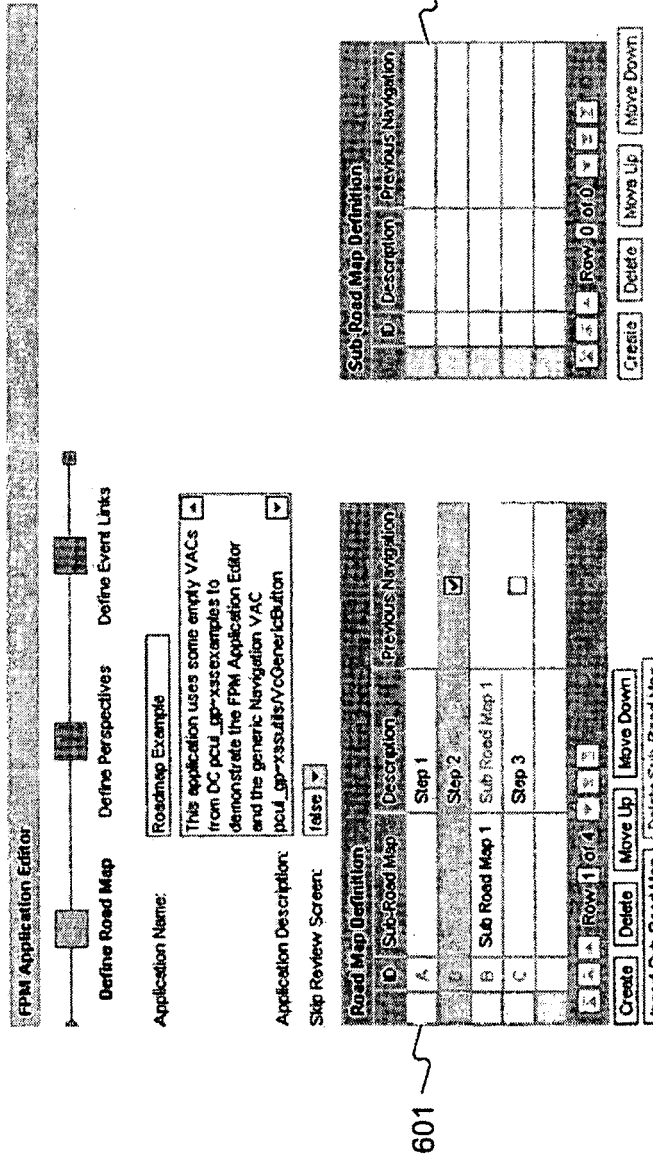 FPM Application Editor
Define Road Map
Define Perspectives
Define Event Links
Application Name:
Roadmap Example
Application Description:
This application uses some empty VACs
from DC pcui_gp~xssexamples to
demonstrate the FPM Application Editor
and the generic Navigation VAC
pcui_gp~xssutils/VcGenericButton
Skip Review Screen:
false
Road Map Definition
ID Sub-Road Map Description Previous Navigation
A Step 1
D Step 2
B Sub Road Map 1 Sub Road Map 1
C Step 3
Row 1 of 4
Create Delete Move Up Move Down
Sub Road Map Definition
ID Description Previous Navigation
Row 0 of 0
Create Delete Move Up Move Down
601